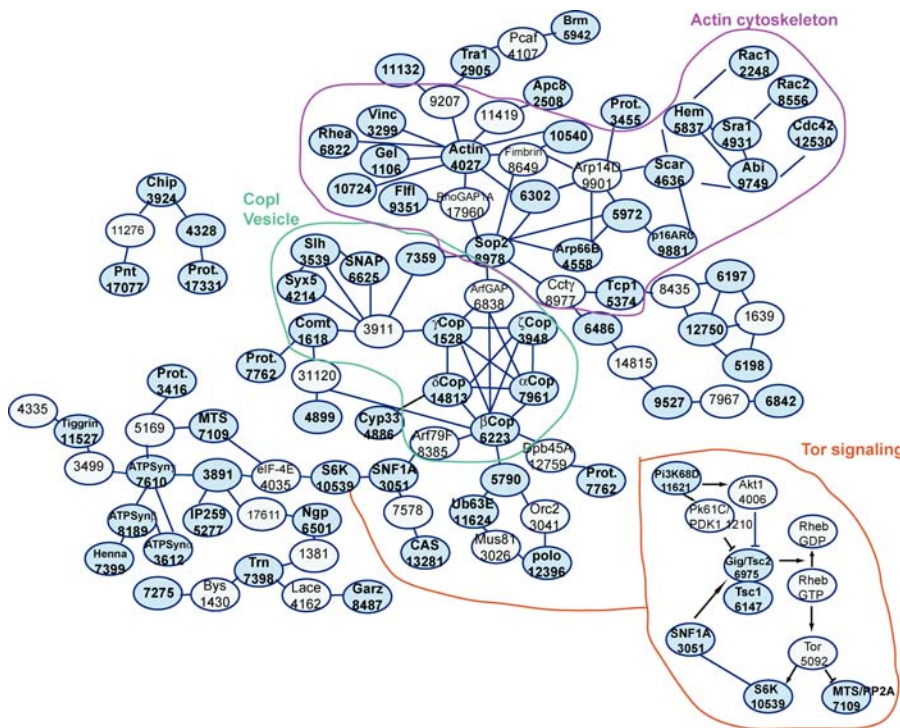 Actin cytoskeleton
Brm
5942
Pcaf
4107
Tra1
2905
11132
9207
11419
Apc8
2508
Rac1
2248
Rac2
8556
Prot.
3455
Hem
5837
Sra1
4931
Cdc42
12530
Vinc
3299
Rhea
6822
Gel
1106
Actin
4027
10540
Fimbrin
8649
Arp14D
9901
Scar
4636
Abi
9749
10724
Flfl
9351
RhoGAP1A
17960
6302
5972
p16ARC
9881
Arp66B
4558
Sop2
8978
CopI
Vesicle
Chip
3924
11276
4328
Pnt
17077
Prot.
17331
Slh
3539
SNAP
6625
7359
Syx5
4214
ArfGAP
6838
Cctγ
8977
Tcp1
5374
8435
6197
1639
12750
5198
Comt
1618
3911
γCop
1528
ζCop
3948
6486
14815
Prot.
7762
31120
δCop
14813
αCop
7961
9527
7967
6842
4899
Cyp33
4886
βCop
6223
Arf79F
8385
Dpb45A
12759
Prot.
7762
Prot.
3416
4335
Tiggrin
11527
5169
MTS
7109
3499
ATPSynγ
7610
3891
eIF-4E
4035
S6K
10539
SNF1A
3051
5790
Ub63E
11624
Orc2
3041
Mus81
3026
polo
12396
7578
CAS
13281
ATPSynβ
8189
IP259
5277
17611
Ngp
6501
Henna
7399
ATPSynα
3612
1381
Trn
7398
7275
Bys
1430
Lace
4162
Garz
8487
Tor signaling
Pi3K68D
11621
Akt1
4006
Pk61C/
PDK1 1210
Rheb
GDP
Gig/Tsc2
6975
Tsc1
6147
Rheb
GTP
SNF1A
3051
Tor
5092
S6K
10539
MTS/PP2A
7109